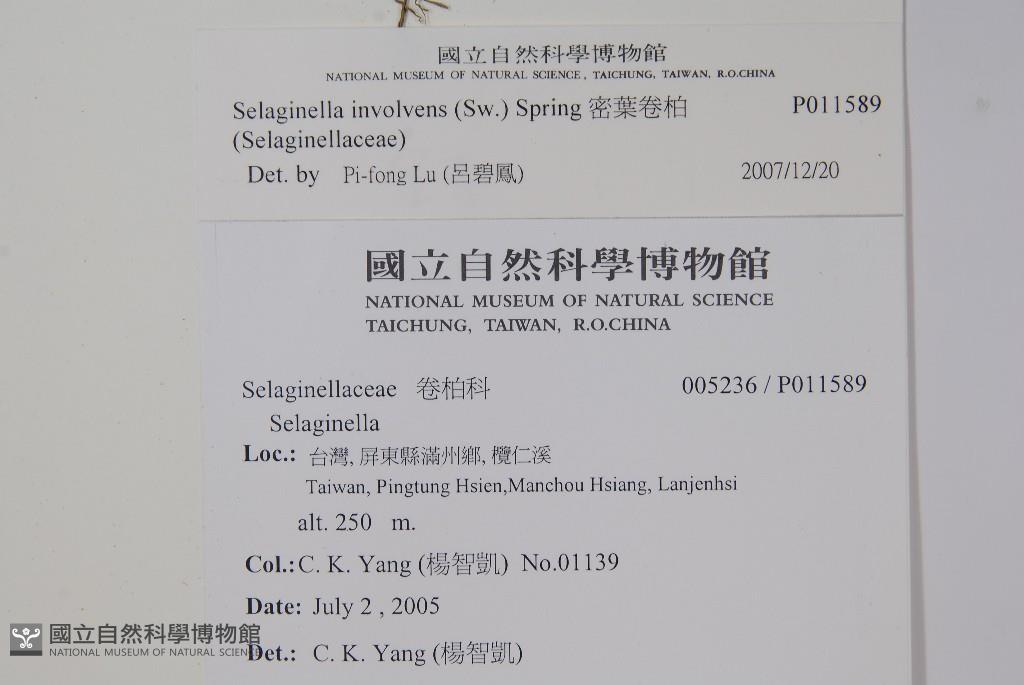 國立自然科學博物館
NATIONAL MUSEUM OF NATURAL SCIENCE, TAICHUNG, TAIWAN, R.O.CHINA
Selaginella involvens (Sw.) Spring 密葉卷柏 P011589
(Selaginellaceae)
Det. by Pi-fong Lu (呂碧鳳) 2007/12/20
國立自然科學博物館
NATIONAL MUSEUM OF NATURAL SCIENCE
TAICHUNG, TAIWAN, R.O.CHINA
Selaginellaceae 卷柏科 005236 / P011589
Selaginella
Loc.: 台灣, 屏東縣滿州鄉, 欖仁溪
Taiwan, Pingtung Hsien,Manchou Hsiang, Lanjenhsi
alt. 250 m.
Col.: C. K. Yang (楊智凱) No.01139
Date: July 2 , 2005
Det.: C. K. Yang (楊智凱)
國立自然科學博物館
NATIONAL MUSEUM OF NATURAL SCIENCE